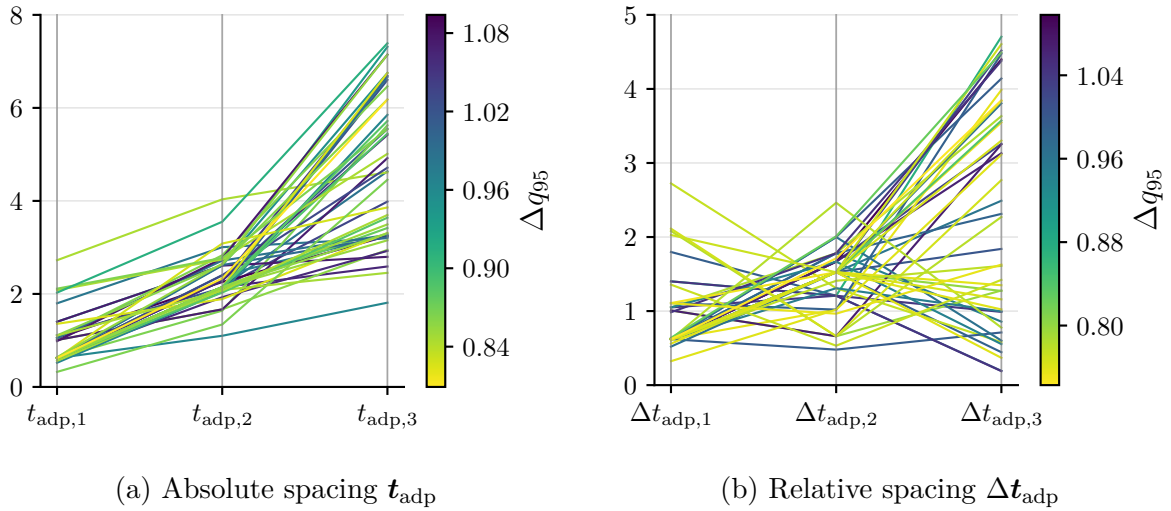 8
6
4
2
0
t_adp,1
t_adp,2
t_adp,3
1.08
1.02
0.96
0.90
0.84
Δq_95
(a) Absolute spacing t_adp
5
4
3
2
1
0
Δt_adp,1
Δt_adp,2
Δt_adp,3
1.04
0.96
0.88
0.80
Δq_95
(b) Relative spacing Δt_adp